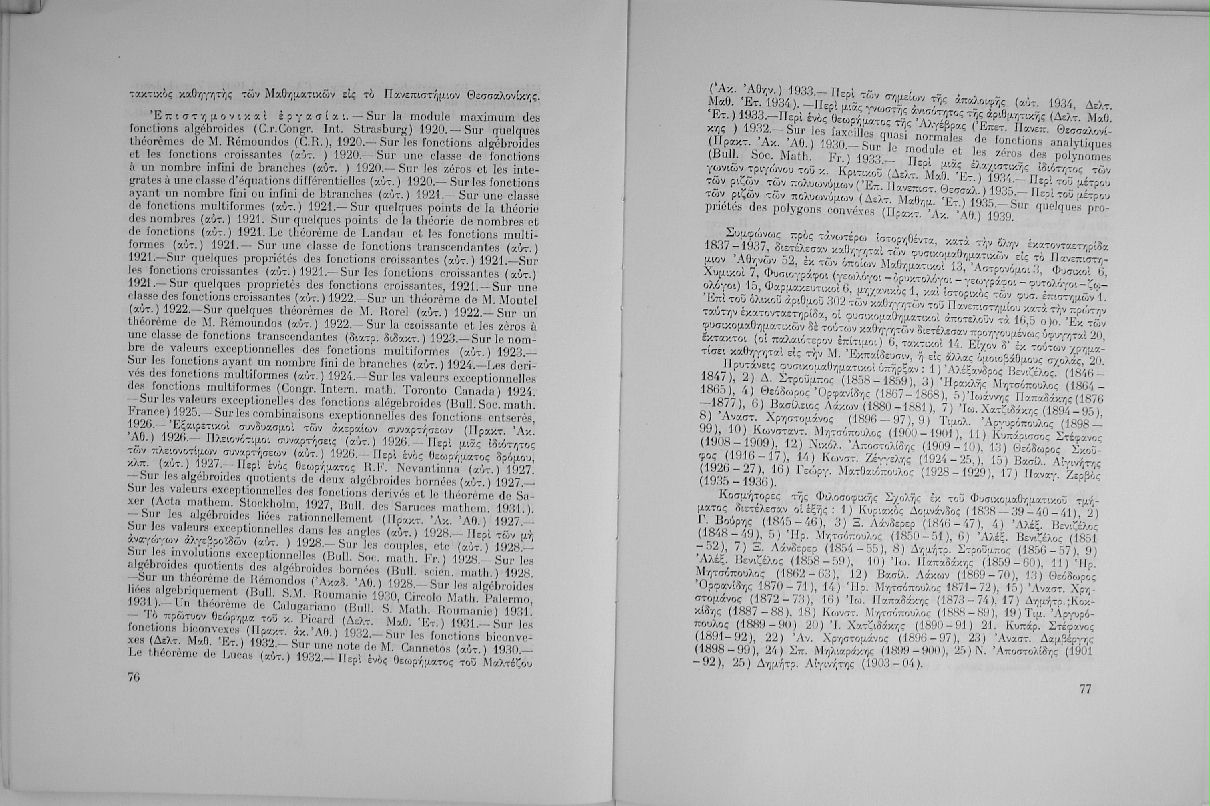 τακτικὸς καθηγητὴς τῶν Μαθηματικῶν εἰς τὸ Πανεπιστήμιον Θεσσαλονίκης.
Ἐπιστημονικαὶ ἐργασίαι. — Sur la module maximum des
fonctions algébroides (C.r.Congr. Int. Strasburg) 1920.— Sur quelques
théorèmes de M. Rémoundos (C.R.), 1920.— Sur les fonctions algébroides
et les fonctions croissantes (αὐτ. ) 1920.— Sur une classe de fonctions
à un nombre infini de branches (αὐτ. ) 1920.— Sur les zéros et les inte-
grates à une classe d'équations différentielles (αὐτ.) 1920.— Sur les fonctions
ayant un nombre fini ou infini de btranches (αὐτ.) 1921.— Sur une classe
de fonctions multiformes (αὐτ.) 1921.— Sur quelques points de la théorie
des nombres (αὐτ.) 1921. Sur quelques points de la théorie de nombres et
de fonctions (αὐτ.) 1921. Le théorème de Landau et les fonctions multi-
formes (αὐτ.) 1921.— Sur une classe de fonctions transcendantes (αὐτ.)
1921.—Sur quelques propriétés des fonctions croissantes (αὐτ.) 1921.—Sur
les fonctions croissantes (αὐτ.) 1921.— Sur les fonctions croissantes (αὐτ.)
1921.— Sur quelques propriétés des fonctions croissantes, 1921.— Sur une
classe des fonctions croissantes (αὐτ.) 1922.—Sur un théorème de M. Moutel
(αὐτ.) 1922.—Sur quelques théorèmes de M. Rorel (αὐτ.) 1922.— Sur un
théorème de M. Rémoundos (αὐτ.) 1922.— Sur la csoissante et les zéros à
une classe de fonctions transcendantes (διατρ. διδακτ.) 1923.— Sur le nom-
bre de valeurs exceptionnelles des fonctions multiformes (αὐτ.) 1923.—
Sur les fonctions ayant un nombre fini de branches (αὐτ.) 1924.—Les deri-
vés des fonctions multiformes (αὐτ.) 1924.— Sur les valeurs exceptionnelles
des fonctions multiformes (Congr. Intern. math. Toronto Canada) 1924.
— Sur les valeurs exceptionelles des fonctions alégebroides (Bull. Soc. math.
France) 1925.— Sur les combinaisons exeptionnelles des fonctions entserès,
1926.— Ἐξαιρετικοὶ συνδυασμοὶ τῶν ἀκεραίων συναρτήσεων (Πρακτ. Ἀκ.
Ἀθ.) 1926.— Πλειονότιμοι συναρτήσεις (αὐτ.) 1926.— Περὶ μιᾶς ἰδιότητος
τῶν πλειονοτίμων συναρτήσεων (αὐτ.) 1926.— Περὶ ἑνὸς θεωρήματος δρόμου,
κλπ. (αὐτ.) 1927.— Περὶ ἑνὸς θεωρήματος R.F. Nevantinna (αὐτ.) 1927.
— Sur les algébroides quotients de deux algébroides bornées (αὐτ.) 1927.—
Sur les valeurs exceptionnelles des fonctions derivés et le théorème de Sa-
xer (Acta mathem. Stockholm, 1927, Bull. des Saruces mathem. 1931.).
— Sur les algébroides liées rationnellement (Πρακτ. Ἀκ. Ἀθ.) 1927.—
Sur les valeurs exceptionnelles dans les angles (αὐτ.) 1928.— Περὶ τῶν μὴ
ἀναγώγων ἀλγεβροϊδῶν (αὐτ. ) 1928.— Sur les couples, etc (αὐτ.) 1928.—
Sur les involutions exceptionnelles (Bull. Soc. math. Fr.) 1928.— Sur les
algébroides quotients des algébroides bornées (Bull. scien. math.) 1928.
—Sur un théorème de Rémondos (Ἀκαδ. Ἀθ.) 1928.— Sur les algébroides
liées algebriquement (Bull. S.M. Roumanie 1930, Circolo Math. Palermo,
1931).— Un théorème de Calugariano (Bull. S. Math. Roumanie) 1931.
— Τὸ πρῶτυον θεώρημα τοῦ κ. Picard (Δελτ. Μαθ. Ἑτ.) 1931.— Sur les
fonctions biconvexes (Πρακτ. ἀκ. Ἀθ.) 1932.—Sur les fonctions biconve-
xes (Δελτ. Μαθ. Ἑτ.) 1932.— Sur une note de M. Cannetos (αὐτ.) 1930.—
Le théorème de Lucas (αὐτ.) 1932.—Περὶ ἑνὸς θεωρήματος τοῦ Μαλτέζου
76
(Ἀκ. Ἀθην.) 1933.— Περὶ τῶν σημείων τῆς ἀπαλοιφῆς (αὐτ. 1934, Δελτ.
Μαθ. Ἑτ. 1934).—Περὶ μιᾶς γνωστῆς ἀνισότητος τῆς ἀριθμητικῆς (Δελτ. Μαθ.
Ἑτ.) 1933.—Περὶ ἑνὸς θεωρήματος τῆς Ἀλγέβρας (Ἐπετ. Πανεπ. Θεσσαλονί-
κης ) 1932.— Sur les faxcilles quasi normales de fonctions analytiques
(Πρακτ. Ἀκ. Ἀθ.) 1930.— Sur le module et les zéros des polynomes
(Bull. Soc. Math. Fr.) 1933.— Περὶ μιᾶς ἐλαχιστικῆς ἰδιότητος τῶν
γωνιῶν τριγώνου τοῦ κ. Κριτικοῦ (Δελτ. Μαθ. Ἑτ.) 1934.— Περὶ τοῦ μέτρου
τῶν ριζῶν τῶν πολυωνύμων (Ἐπ. Πανεπιστ. Θεσσαλ.) 1935.— Περὶ τοῦ μέτρου
τῶν ριζῶν τῶν πολυωνύμων (Δελτ. Μαθημ. Ἑτ.) 1935.— Sur quelques pro-
priétés des polygons convèxes (Πρακτ. Ἀκ. Ἀθ.) 1939.
Συμφώνως πρὸς τἀνωτέρω ἱστορηθέντα, κατὰ τὴν ὅλην ἑκατονταετηρίδα
1837–1937, διετέλεσαν καθηγηταὶ τῶν φυσικομαθηματικῶν εἰς τὸ Πανεπιστή-
μιον Ἀθηνῶν 52, ἐκ τῶν ὁποίων Μαθηματικοὶ 13, Ἀστρονόμοι 3, Φυσικοὶ 6,
Χυμικοὶ 7, Φυσιογράφοι (γεωλόγοι – ὀρυκτολόγοι – γεωγράφοι – φυτολόγοι – ζῳ-
ολόγοι) 15, Φαρμακευτικοὶ 6, μηχανικὸς 1, καὶ ἱστορικὸς τῶν φυσ. ἐπιστημῶν 1.
Ἐπὶ τοῦ ὁλικοῦ ἀριθμοῦ 302 τῶν καθηγητῶν τοῦ Πανεπιστημίου κατὰ τὴν πρώτην
ταύτην ἑκατονταετηρίδα, οἱ φυσικομαθηματικοὶ ἀποτελοῦν τὰ 16,5 o)o. Ἐκ τῶν
φυσικομαθηματικῶν δὲ τούτων καθηγητῶν διετέλεσαν προηγουμένως ὑφηγηταὶ 20,
ἔκτακτοι (οἱ παλαιότερον ἐπίτιμοι) 6, τακτικοὶ 14. Εἶχον δ' ἐκ τούτων χρημα-
τίσει καθηγηταὶ εἰς τὴν Μ. Ἐκπαίδευσιν, ἢ εἰς ἄλλας ὁμοιοβάθμους σχολάς, 20.
Πρυτάνεις φυσικομαθηματικοὶ ὑπῆρξαν : 1) Ἀλέξανδρος Βενιζέλος. (1846 –
1847), 2) Δ. Στροῦμπος (1858 – 1859), 3) Ἡρακλῆς Μητσόπουλος (1864 –
1865), 4) Θεόδωρος Ὀρφανίδης (1867–1868), 5) Ἰωάννης Παπαδάκης (1876
–1877), 6) Βασίλειος Λάκων (1880 – 1881), 7) Ἰω. Χατζιδάκης (1894 – 95),
8) Ἀναστ. Χρηστομάνος (1896 – 97), 9) Τιμολ. Ἀργυρόπουλος (1898 –
99), 10) Κωνσταντ. Μητσόπουλος (1900 – 1901), 11) Κυπάρισσος Στέφανος
(1908 – 1909), 12) Νικόλ. Ἀποστολίδης (1909 – 10), 13) Θεόδωρος Σκοῦ-
φος (1916 – 17), 14) Κωνστ. Ζέγγελης (1924 – 25,), 15) Βασίλ. Αἰγινήτης
(1926 – 27), 16) Γεώργ. Ματθαιόπουλος (1928 – 1929), 17) Παναγ. Ζερβὸς
(1935 – 1936).
Κοσμήτορες τῆς Φιλοσοφικῆς Σχολῆς ἐκ τοῦ Φυσικομαθηματικοῦ τμή-
ματος διετέλεσαν οἱ ἑξῆς : 1) Κυριακὸς Δομνάνδος (1838 – 39 – 40 – 41), 2)
Γ. Βούρης (1845 – 46), 3) Ξ. Λάνδερερ (1846 – 47), 4) Ἀλέξ. Βενιζέλος
(1848 – 49), 5) Ἡρ. Μητσόπουλος (1850 – 51), 6) Ἀλέξ. Βενιζέλος (1851
– 52), 7) Ξ. Λάνδερερ (1854 – 55), 8) Δημήτρ. Στροῦμπος (1856 – 57), 9)
Ἀλέξ. Βενιζέλος (1858 – 59), 10) Ἰω. Παπαδάκης (1859 – 60), 11) Ἡρ.
Μητσόπουλος (1862 – 63), 12) Βασίλ. Λάκων (1869 – 70), 13) Θεόδωρος
Ὀρφανίδης 1870 – 71), 14) Ἡρ. Μητσόπουλος 1871– 72), 15) Ἀναστ. Χρη-
στομάνος (1872 – 73), 16) Ἰω. Παπαδάκης (1873 – 74), 17) Δημήτρ. Κοκ-
κίδης (1887 – 88), 18) Κωνστ. Μητσόπουλος (1888 – 89), 19) Τιμ. Ἀργυρό-
πουλος (1889 – 90) 20) Ἰ. Χατζιδάκης (1890 – 91) 21. Κυπάρ. Στέφανος
(1891– 92), 22) Ἀν. Χρηστομάνος (1896 – 97), 23) Ἀναστ. Δαμβέργης
(1898 – 99), 24) Σπ. Μηλιαράκης (1899 – 900), 25) Ν. Ἀποστολίδης (1901
– 92), 25) Δημήτρ. Αἰγινήτης (1903 – 04).
77